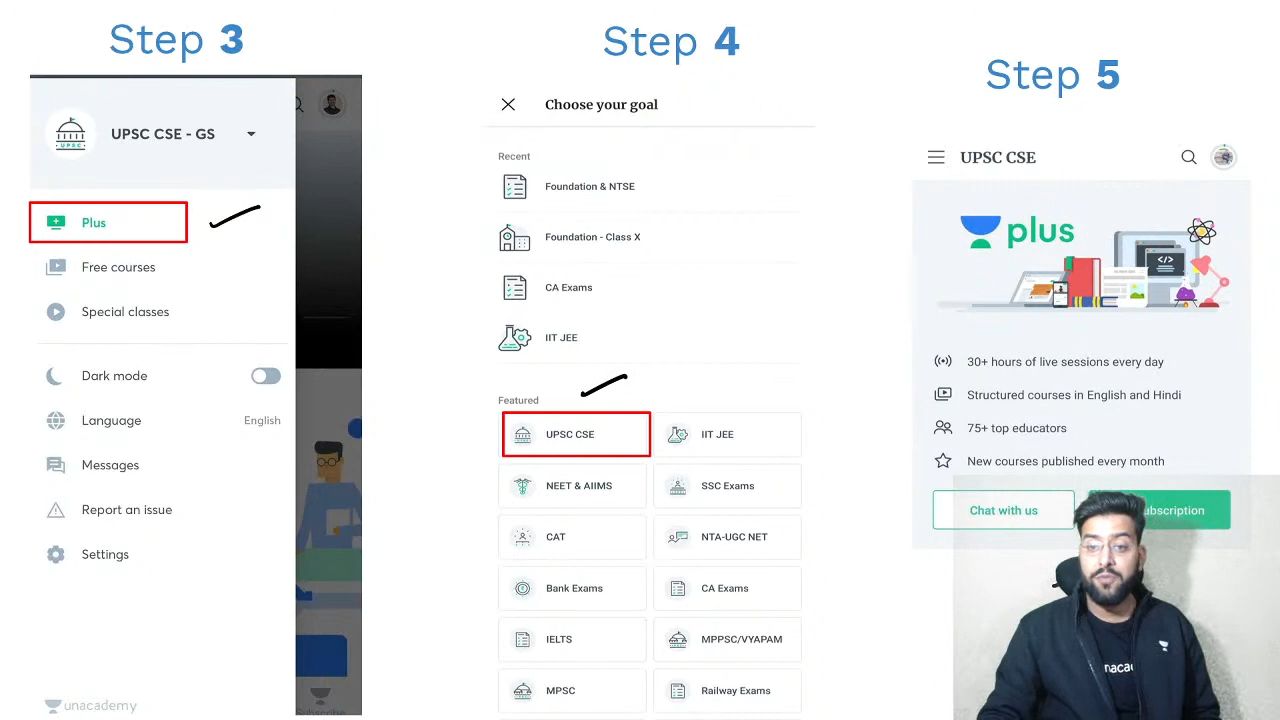 Step 3
UPSC CSE - GS
UPSC
Plus
Free courses
Special classes
Dark mode
Language English
Messages
Report an issue
Settings
unacademy
Subscribe
Step 4
Choose your goal
Recent
Foundation & NTSE
Foundation - Class X
CA Exams
IIT JEE
Featured
UPSC CSE IIT JEE
NEET & AIIMS SSC Exams
CAT NTA-UGC NET
Bank Exams CA Exams
IELTS MPPSC/VYAPAM
MPSC Railway Exams
Step 5
UPSC CSE
plus
</>
30+ hours of live sessions every day
Structured courses in English and Hindi
75+ top educators
New courses published every month
Chat with us ubscription
unacad